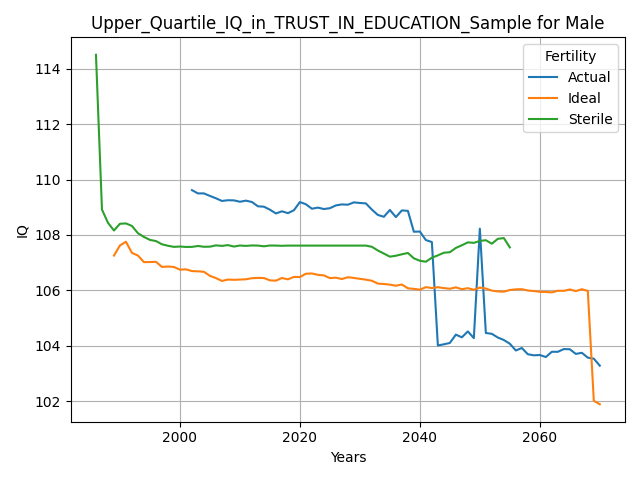 Upper_Quartile_IQ_in_TRUST_IN_EDUCATION_Sample for Male
Fertility
Actual
Ideal
Sterile
114
112
110
108
106
104
102
IQ
2000
2020
2040
2060
Years